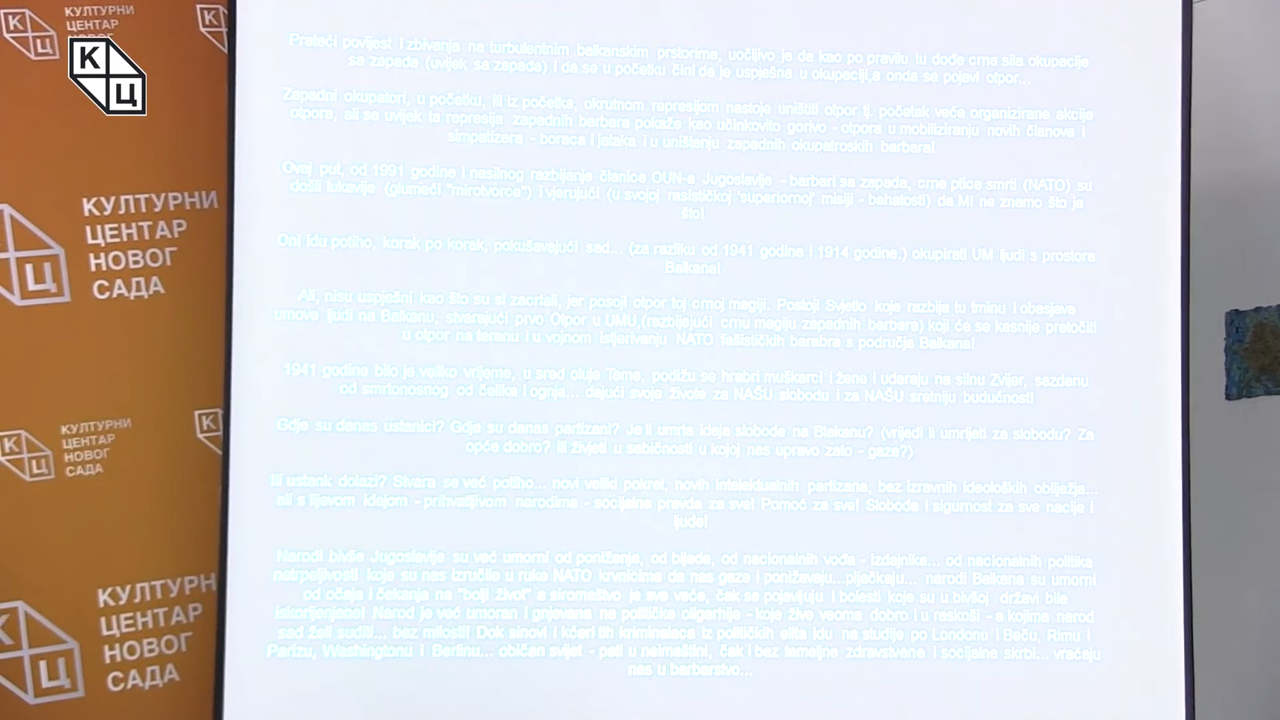 КУЛТУРНИ
ЦЕНТАР
НОВОГ
К
Ц
Ц
КУЛТУРНИ
ЦЕНТАР
НОВОГ
САДА
К
Ц
КУЛТУРНИ
ЦЕНТАР
НОВОГ
САДА
К
КУЛТУРН
ЦЕНТАР
НОВОГ
САДА
К
Ц
Prateći povijest i zbivanja na turbulentnim balkanskim prstorima, uočljivo je da kao po pravilu tu dođe crna sila okupacije
sa zapada (uvijek sa zapada) i da se u početku čini da je uspješna u okupaciji,a onda se pojavi otpor...
Zapadni okupatori, u početku, ili iz početka, okrutnom represijom nastoje uništiti otpor tj. početak veće organizirane akcije
otpora, ali se uvijek ta represija zapadnih barbara pokaže kao učinkovito gorivo - otpora u mobiliziranju novih članova i
simpatizera - boraca i jataka i u uništenju zapadnih okupatroskih barbara!
Ovaj put, od 1991 godine i nasilnog razbijanje članice OUN-a Jugoslavije - barbari sa zapada, crna ptica smrti (NATO) su
došli lukavije (glumeći "mirotvorce") i vjerujući (u svojoj rasističkoj 'superiornoj' misiji - bahatosti) da Mi ne znamo što je
što!
Oni idu potiho, korak po korak, pokušavajući sad... (za razliku od 1941 godine i 1914 godine.) okupirati UM ljudi s prostora
Balkana!
Ali, nisu uspješni kao što su si zacrtali, jer posoji otpor toj crnoj magiji. Postoji Svjetlo koje razbija tu tminu i obasjava
umove ljudi na Balkanu, stvarajući prvo Otpor u UMU,(razbijajući crnu magiju zapadnih barbara) koji će se kasnije pretočiti
u otpor na terenu i u vojnom istjerivanju NATO fašističkih barabra s područja Balkana!
1941 godine bilo je veliko vrijeme, u sred oluja Tame, podižu se hrabri muškarci i žene i udaraju na silnu Zvijer, sazdanu
od smrtonosnog od čelika i ognja... dajući svoje živote za NAŠU slobodu i za NAŠU sretniju budućnost!
Gdje su danas ustanici? Gdje su danas partizani? Je li umrla ideja slobode na Blakanu? (vrijedi li umrijeti za slobodu? Za
opće dobro? Ili živjeti u sebičnosti u kojoj nas upravo zato - gaze?)
Ili ustank dolazi? Stvara se već potiho... novi veliki pokret, novih intelektualnih partizana, bez izravnih ideoloških obilježja...
ali s lijavom idejom - prihvatljivom narodima - socijalne pravda za sve! Pomoć za sve! Sloboda i sigurnost za sve nacije i
ljude!
Narodi bivše Jugoslavije su već umorni od poniženja, od bijede, od nacionalnih vođa - izdajnika... od nacionalnih politika
netrpeljivosti koje su nas izručile u ruke NATO krvnicima da nas gaze i ponižavaju...pljačkaju... narodi Balkana su umorni
od očaja i čekanja na "bolji život" a siromaštvo je sve veće, čak se pojavljuju i bolesti koje su u bivšoj državi bile
iskorijenjene! Narod je već umoran i gnjevana na političke oligarhije - koje žive veoma dobro i u raskoši - a kojima narod
sad želi suditi... bez milosti! Dok sinovi i kćeri tih kriminalaca iz političkih elita idu na studije po Londonu i Beču, Rimu i
Parizu, Washingtonu i Berlinu... običan svijet - pati u neimaštini, čak i bez temeljne zdravstvene i socijalne skrbi... vraćaju
nas u barbarstvo...